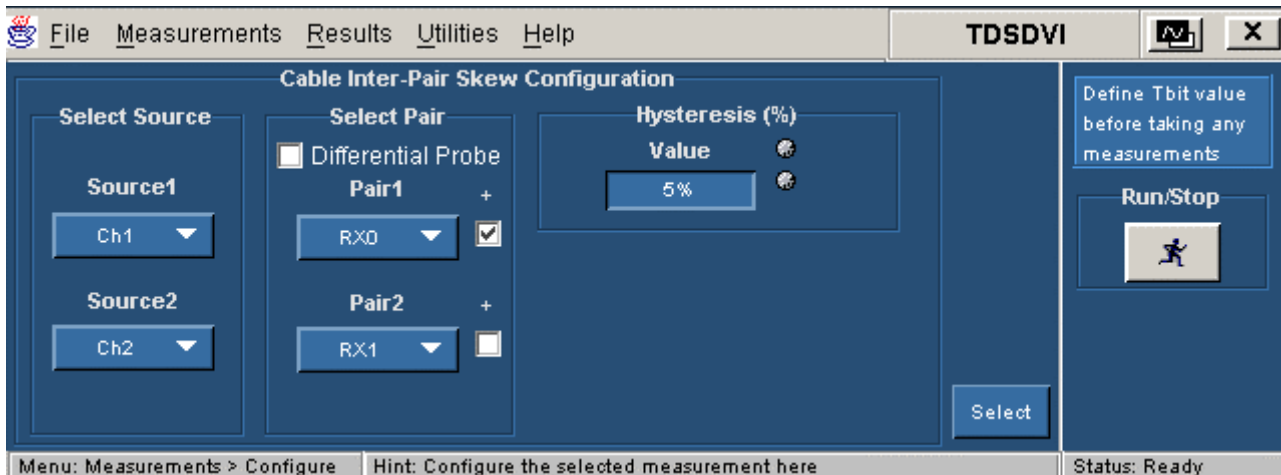 File Measurements Results Utilities Help TDSDVI
Cable Inter-Pair Skew Configuration
Select Source
Source1
Ch1
Source2
Ch2
Select Pair
Differential Probe
Pair1 +
RX0
Pair2 +
RX1
Hysteresis (%)
Value
5%
Select
Define Tbit value
before taking any
measurements
Run/Stop
Menu: Measurements > Configure
Hint: Configure the selected measurement here
Status: Ready